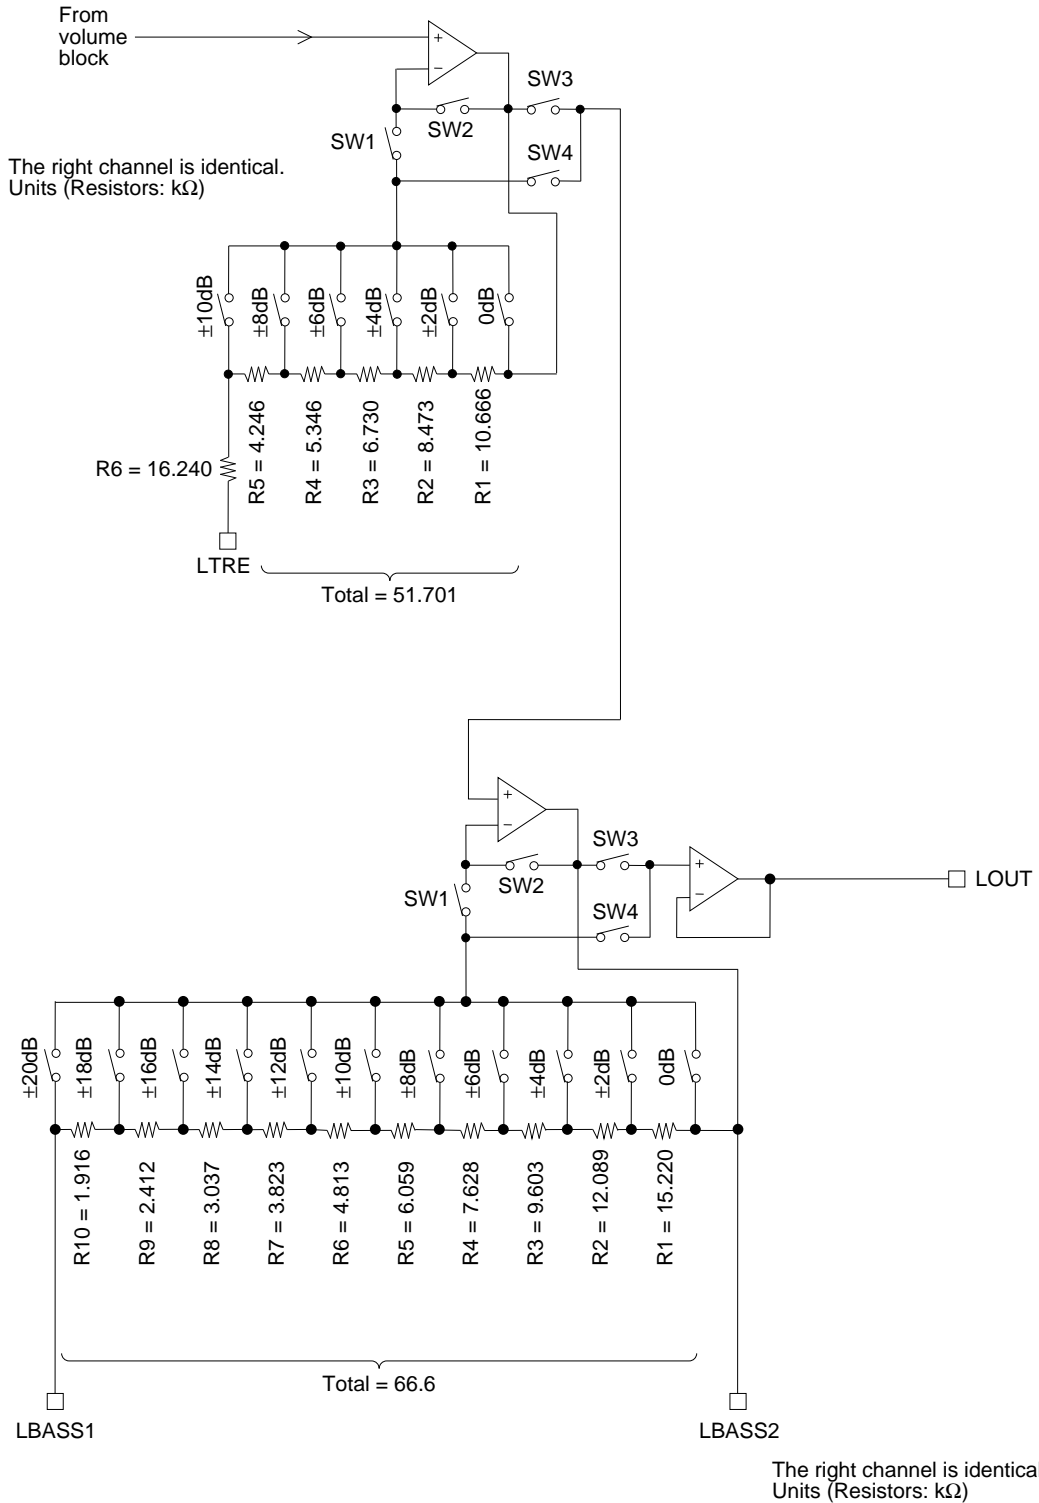 From
volume
block
+
−
SW3
SW2
SW1
SW4
The right channel is identical.
Units (Resistors: kΩ)
±10dB
±8dB
±6dB
±4dB
±2dB
0dB
R6 = 16.240
R5 = 4.246
R4 = 5.346
R3 = 6.730
R2 = 8.473
R1 = 10.666
LTRE
Total = 51.701
+
−
SW3
SW2
SW1
SW4
+
−
LOUT
±20dB
±18dB
±16dB
±14dB
±12dB
±10dB
±8dB
±6dB
±4dB
±2dB
0dB
R10 = 1.916
R9 = 2.412
R8 = 3.037
R7 = 3.823
R6 = 4.813
R5 = 6.059
R4 = 7.628
R3 = 9.603
R2 = 12.089
R1 = 15.220
Total = 66.6
LBASS1
LBASS2
The right channel is identical
Units (Resistors: kΩ)